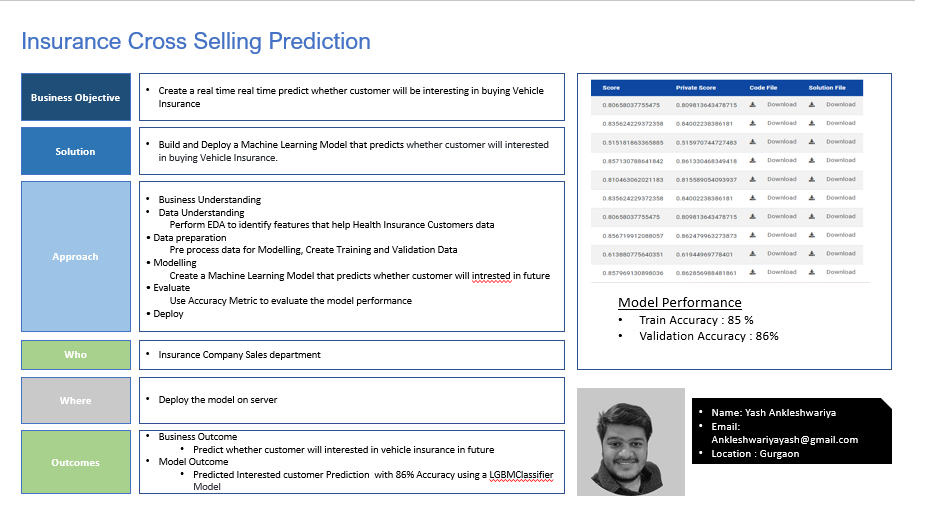 Insurance Cross Selling Prediction
Business Objective
• Create a real time real time predict whether customer will be interesting in buying Vehicle
Insurance
Solution
• Build and Deploy a Machine Learning Model that predicts whether customer will interested
in buying Vehicle Insurance.
Approach
• Business Understanding
• Data Understanding
Perform EDA to identify features that help Health Insurance Customers data
• Data preparation
Pre process data for Modelling, Create Training and Validation Data
• Modelling
Create a Machine Learning Model that predicts whether customer will intrested in future
• Evaluate
Use Accuracy Metric to evaluate the model performance
• Deploy
Who
• Insurance Company Sales department
Where
• Deploy the model on server
Outcomes
• Business Outcome
• Predict whether customer will interested in vehicle insurance in future
• Model Outcome
• Predicted Interested customer Prediction with 86% Accuracy using a LGBMClassifier
Model
Score Private Score Code File Solution File
0.80658037755475 0.809813643478715 Download Download
0.835624229372358 0.84002238386181 Download Download
0.515181863365885 0.515970744727483 Download Download
0.857130788641842 0.861330468349418 Download Download
0.810463062021183 0.815589054093937 Download Download
0.835624229372358 0.84002238386181 Download Download
0.80658037755475 0.809813643478715 Download Download
0.856719912088057 0.862479963273873 Download Download
0.613880775640351 0.61944969778401 Download Download
0.857969130898036 0.862856988481861 Download Download
Model Performance
• Train Accuracy : 85 %
• Validation Accuracy : 86%
• Name: Yash Ankleshwariya
• Email:
Ankleshwariyayash@gmail.com
• Location : Gurgaon